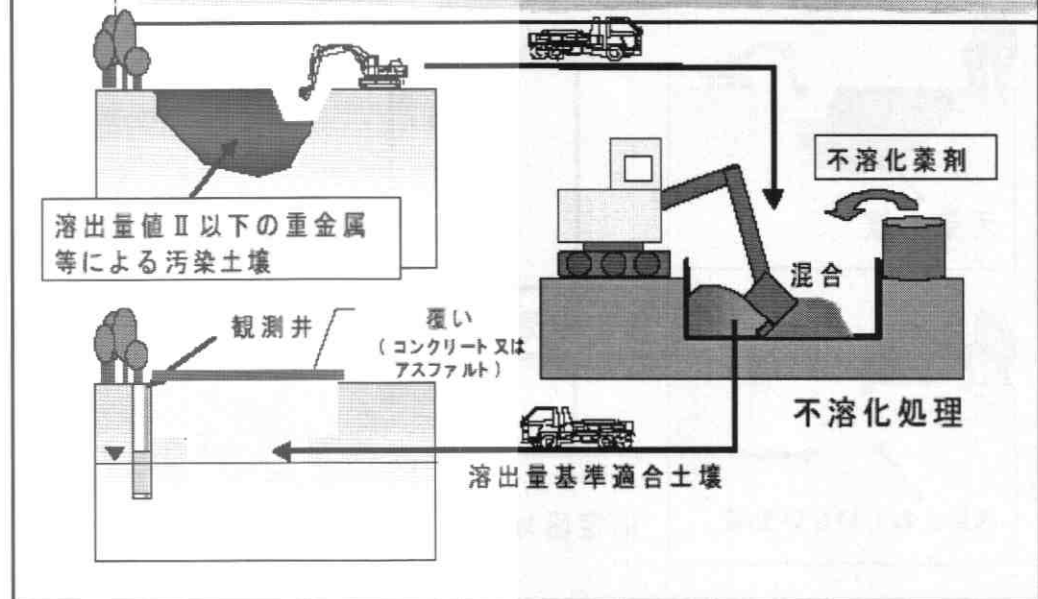 不溶化薬剤
溶出量値Ⅱ以下の重金属
等による汚染土壌
混合
観測井
覆い
(コンクリート又は
アスファルト)
不溶化処理
溶出量基準適合土壌